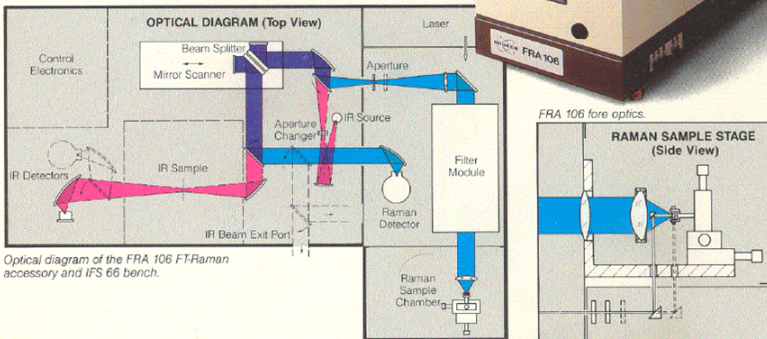 OPTICAL DIAGRAM (Top View)
Laser
Control
Electronics
Beam Splitter
Mirror Scanner
Aperture
IR Source
Aperture
Changer
IR Detectors
IR Sample
Filter
Module
Raman
Detector
IR Beam Exit Port
Raman
Sample
Chamber
Optical diagram of the FRA 106 FT-Raman
accessory and IFS 66 bench.
BRUKER
FRA 106
FRA 106 fore optics.
RAMAN SAMPLE STAGE
(Side View)